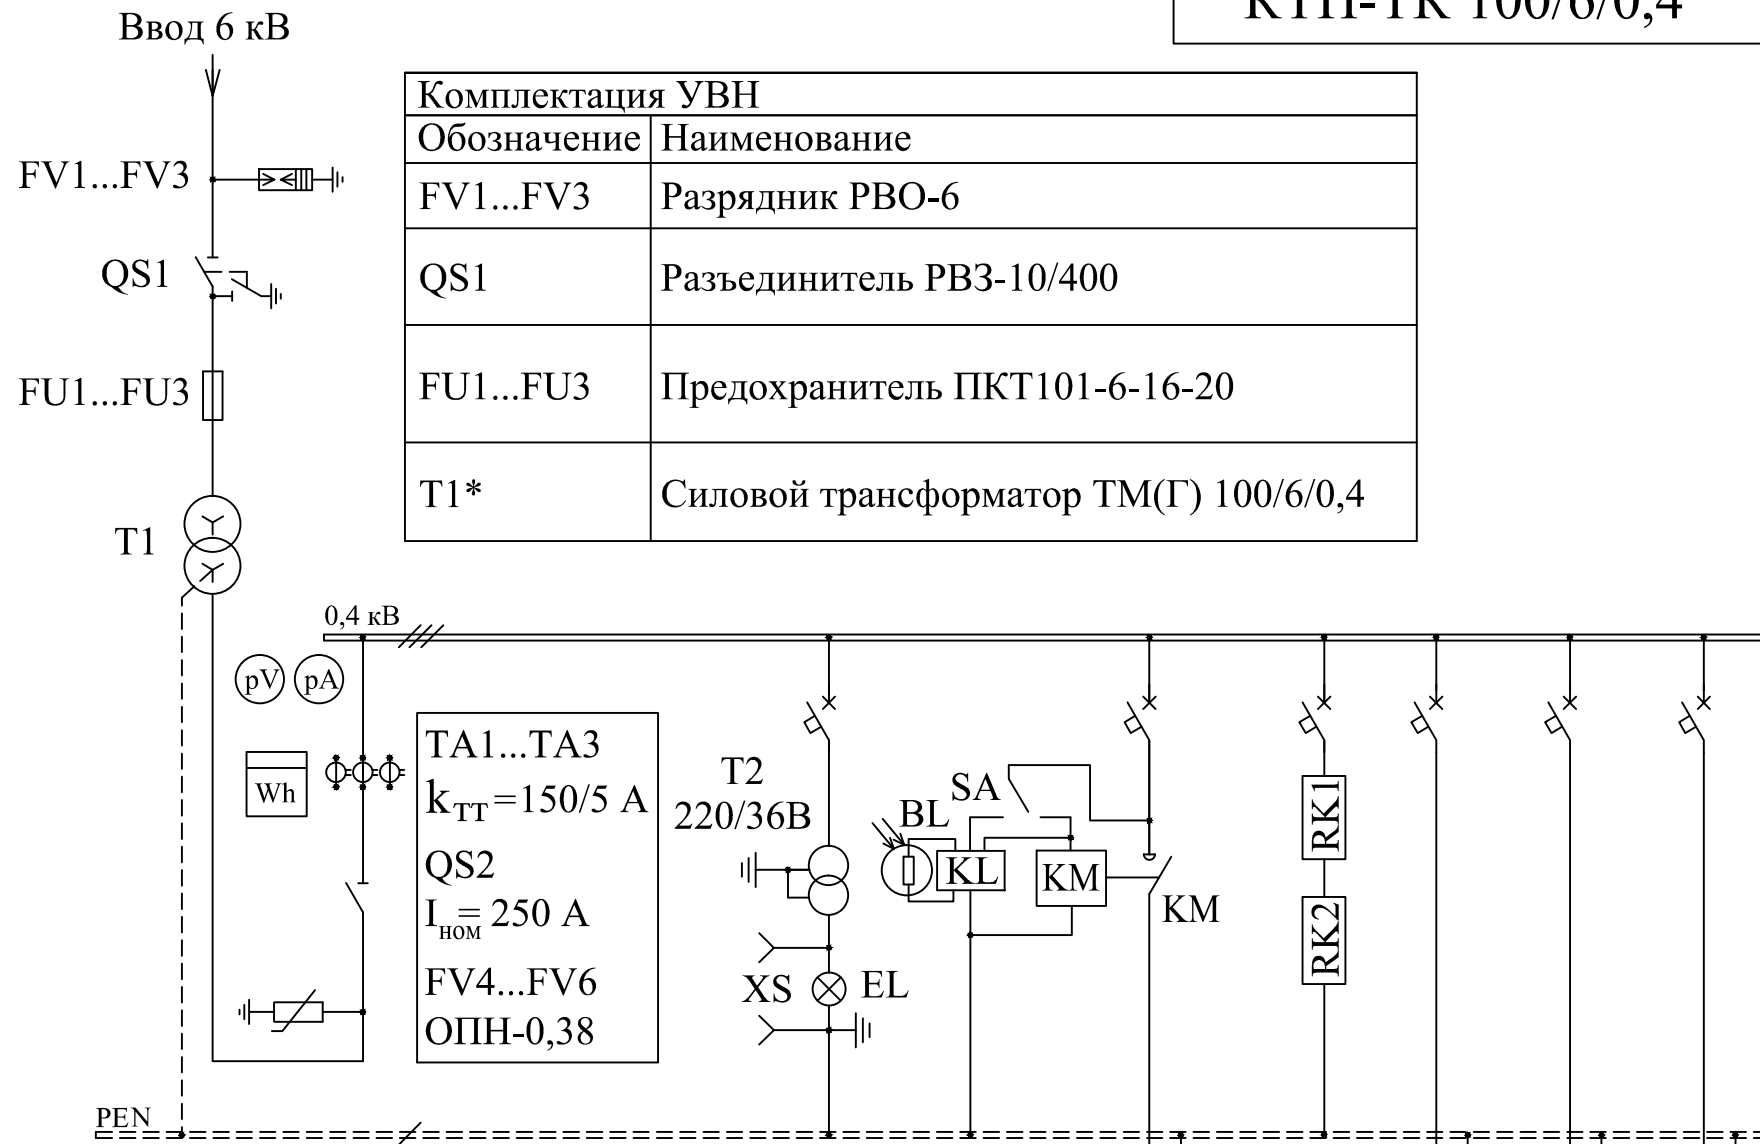 КТП-ТК 100/6/0,4
Ввод 6 кВ
Комплектация УВН
Обозначение Наименование
FV1...FV3 Разрядник РВО-6
QS1 Разъединитель РВЗ-10/400
FU1...FU3 Предохранитель ПКТ101-6-16-20
T1* Силовой трансформатор ТМ(Г) 100/6/0,4
FV1...FV3
QS1
FU1...FU3
T1
0,4 кВ
pV pA
Wh
TA1...TA3
kТТ=150/5 А
QS2
Iном= 250 А
FV4...FV6
ОПН-0,38
T2
220/36В
XS EL
BL
SA
KL
KM
KM
RK1
RK2
PEN